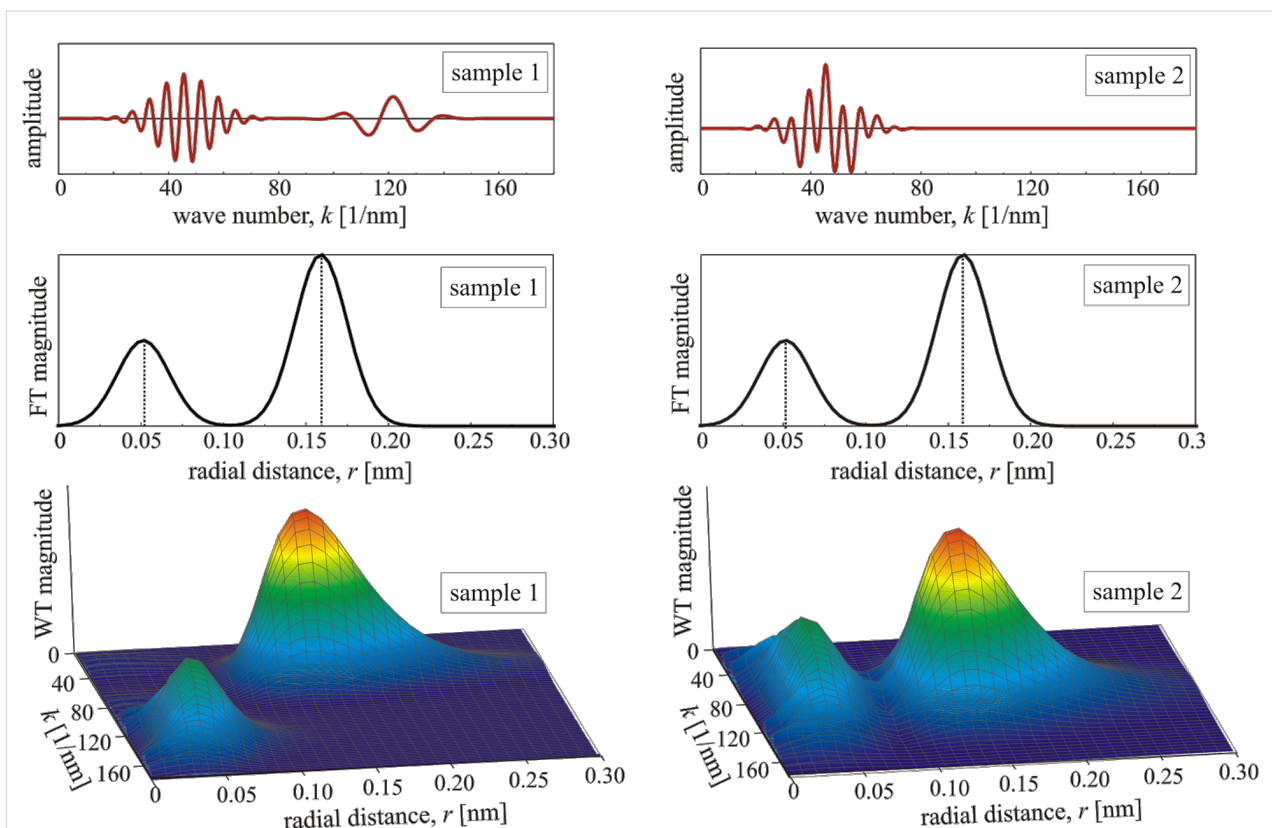 amplitude
sample 1
0 40 80 120 160
wave number, k [1/nm]
amplitude
sample 2
0 40 80 120 160
wave number, k [1/nm]
FT magnitude
sample 1
0 0.05 0.10 0.15 0.20 0.25 0.30
radial distance, r [nm]
FT magnitude
sample 2
0 0.05 0.10 0.15 0.20 0.25 0.3
radial distance, r [nm]
WT magnitude
sample 1
0
40
80
120
160
k [1/nm]
0 0.05 0.10 0.15 0.20 0.25 0.30
radial distance, r [nm]
WT magnitude
sample 2
0
40
80
120
160
k [1/nm]
0 0.05 0.10 0.15 0.20 0.25 0.30
radial distance, r [nm]